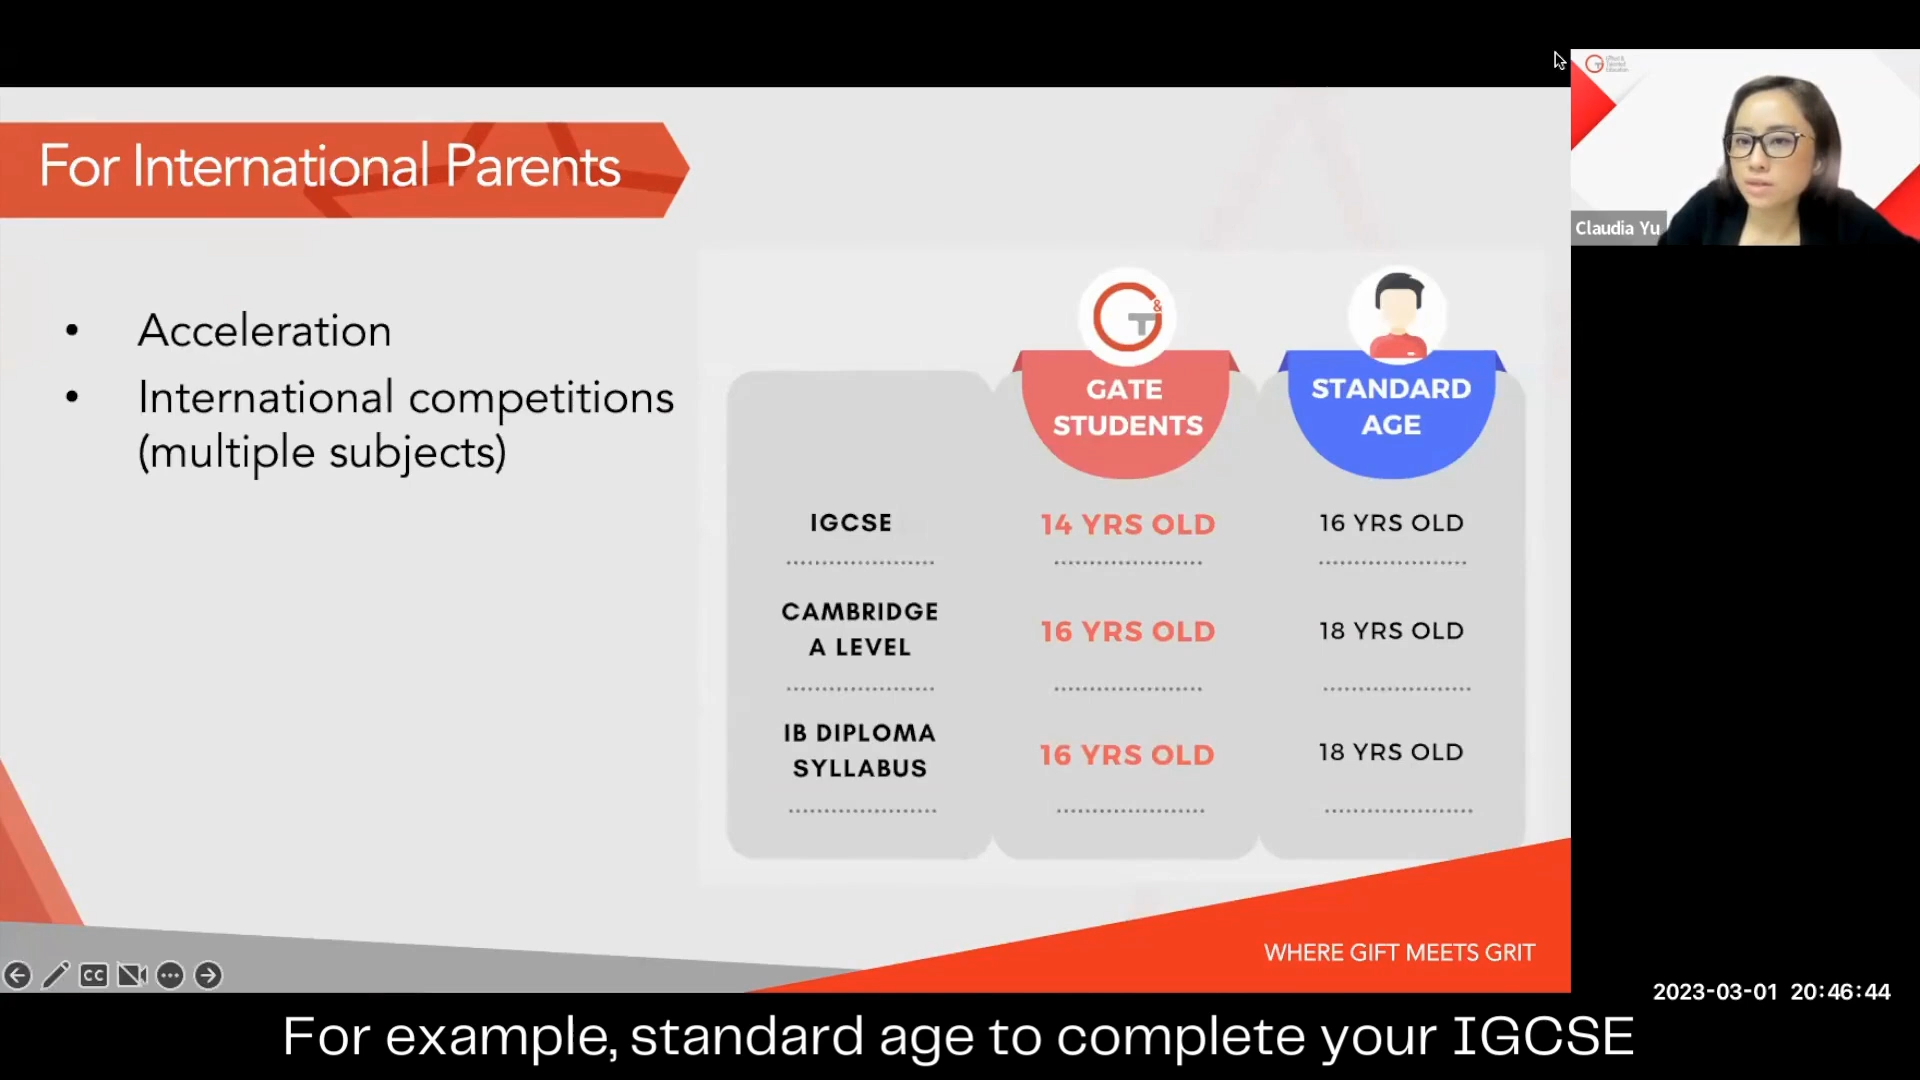 For International Parents
Claudia Yu
• Acceleration
• International competitions
(multiple subjects)
G&T
GATE
STUDENTS
STANDARD
AGE
IGCSE
14 YRS OLD
16 YRS OLD
CAMBRIDGE
A LEVEL
16 YRS OLD
18 YRS OLD
IB DIPLOMA
SYLLABUS
16 YRS OLD
18 YRS OLD
WHERE GIFT MEETS GRIT
CC
2023-03-01 20:46:44
For example, standard age to complete your IGCSE